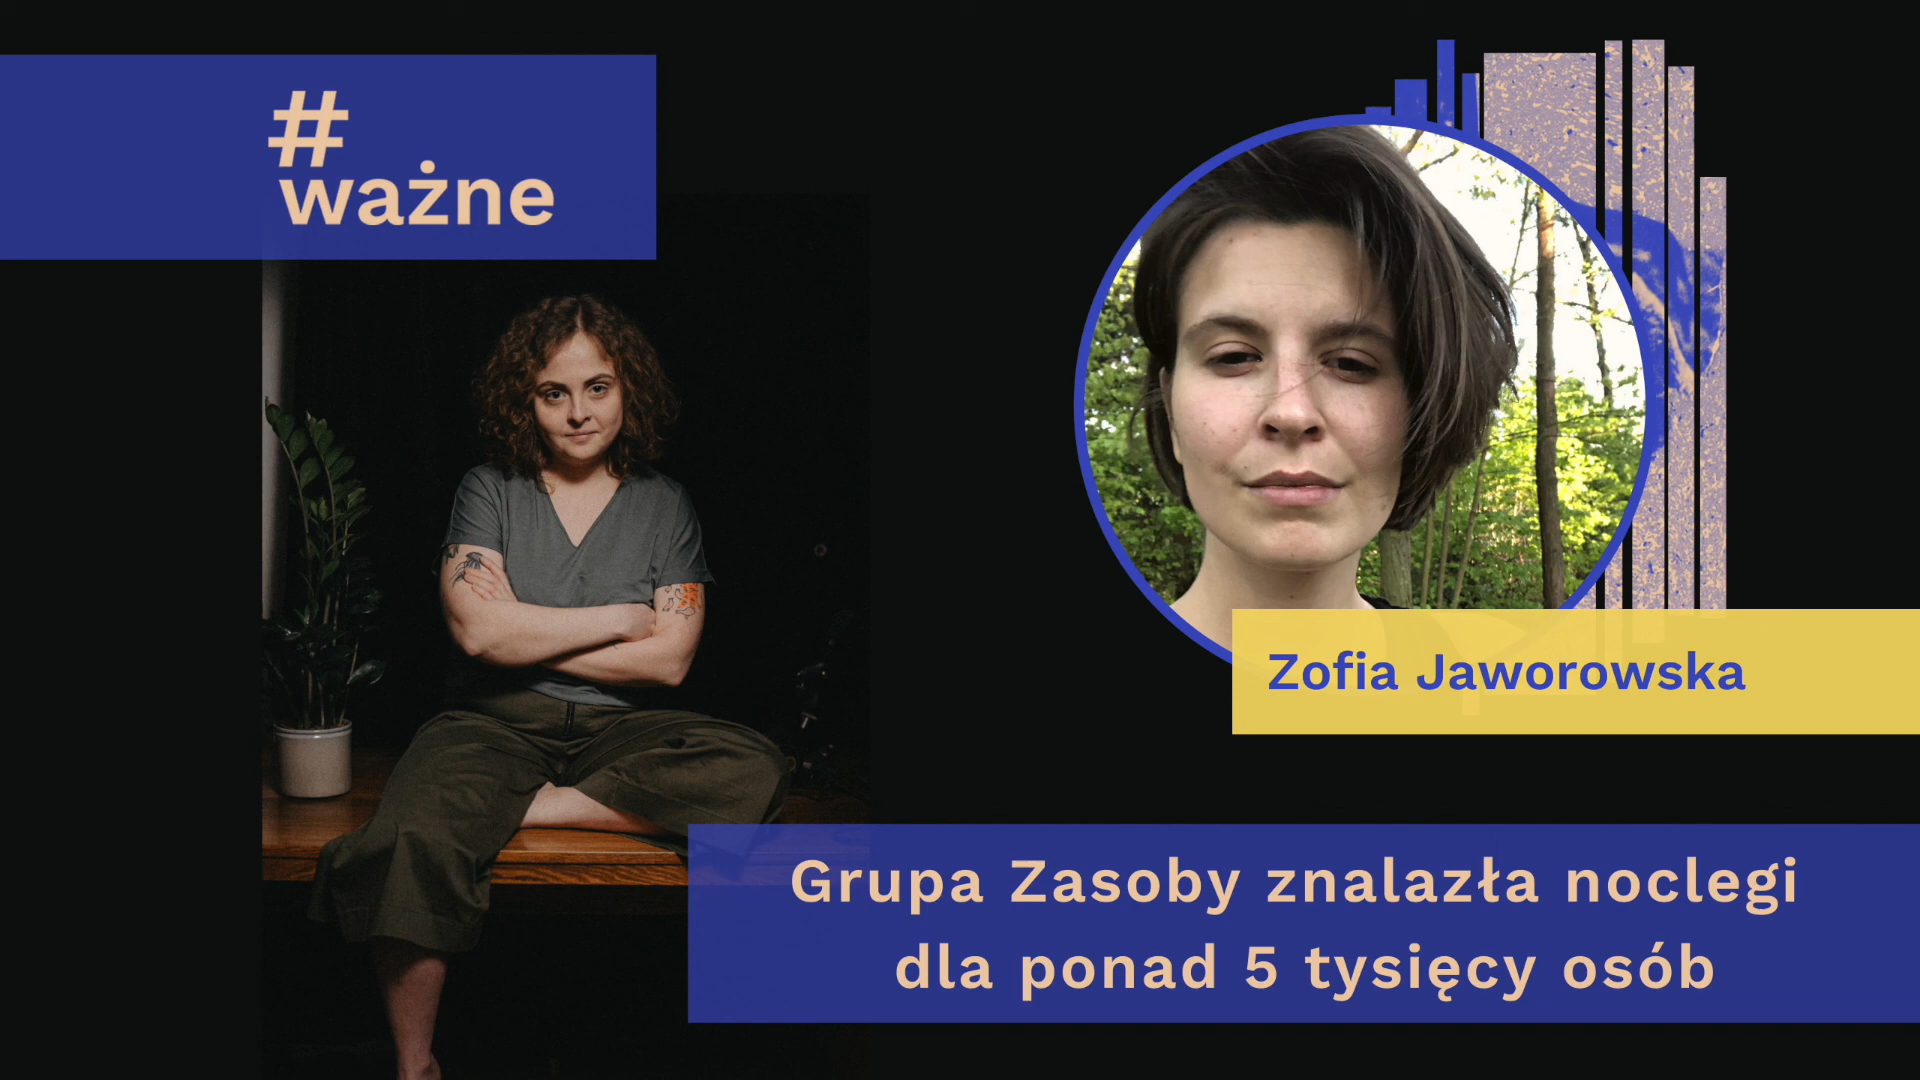 #
ważne
Zofia Jaworowska
Grupa Zasoby znalazła noclegi
dla ponad 5 tysięcy osób